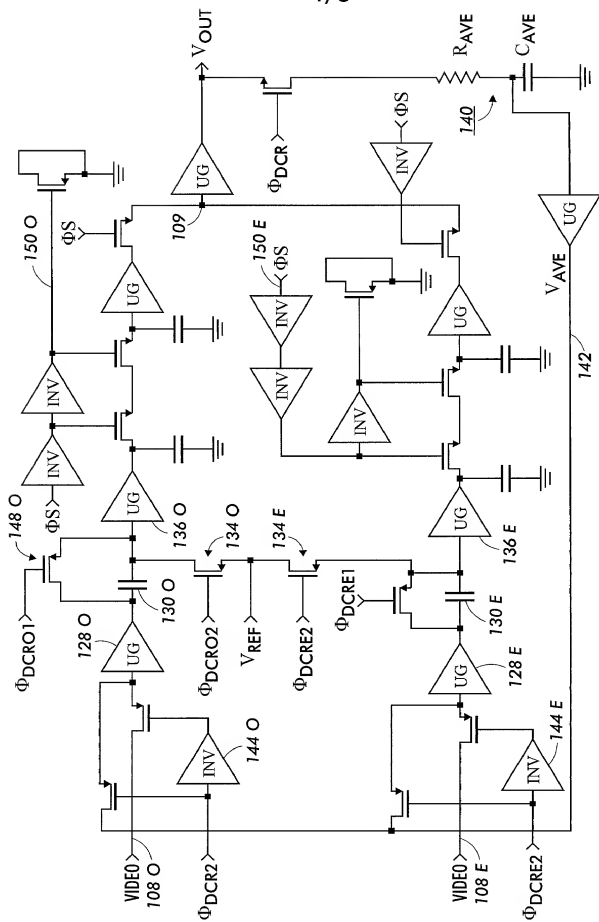 V_OUT
R_AVE
C_AVE
140
Φ_DCR
UG
109
ΦS
INV
150 O
ΦS
UG
INV
INV
ΦS
150 E
ΦS
INV
INV
INV
UG
UG
V_AVE
142
148 O
Φ_DCRO1
130 O
UG
136 O
134 O
134 E
Φ_DCRO2
V_REF
Φ_DCRE2
Φ_DCRE1
130 E
UG
136 E
128 O
UG
UG
128 E
INV
144 O
INV
144 E
VIDEO
108 O
Φ_DCR2
VIDEO
108 E
Φ_DCRE2